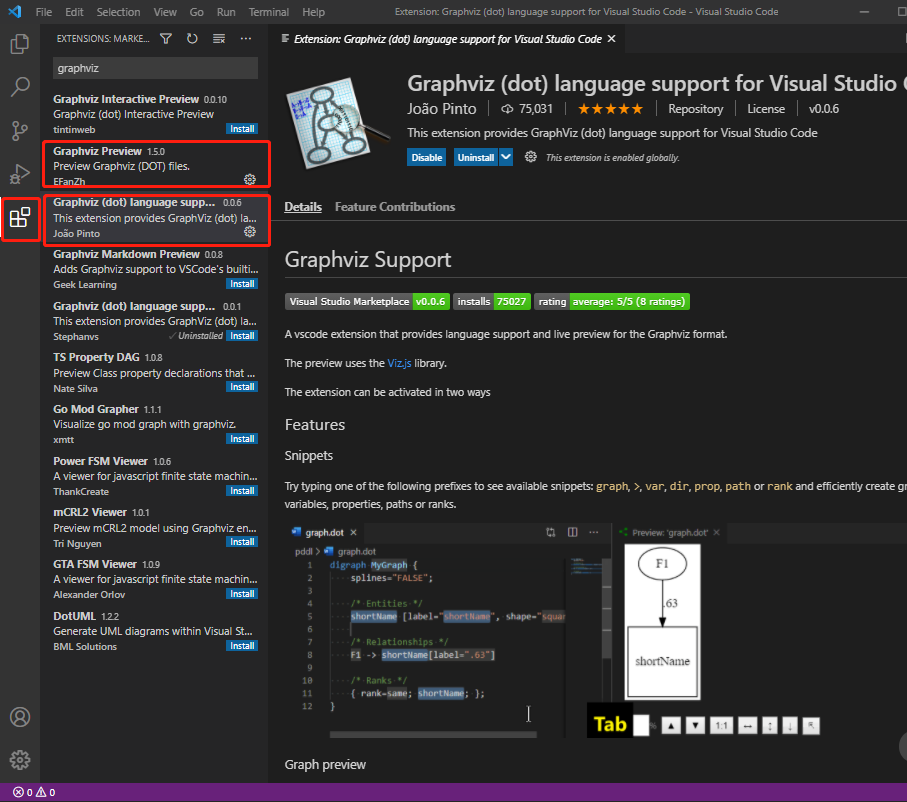 File Edit Selection View Go Run Terminal Help Extension: Graphviz (dot) language support for Visual Studio Code - Visual Studio Code
EXTENSIONS: MARKE...
graphviz
Graphviz Interactive Preview 0.0.10
Graphviz (dot) Interactive Preview
tintinweb Install
Graphviz Preview 1.5.0
Preview Graphviz (DOT) files.
EFanZh
Graphviz (dot) language supp... 0.0.6
This extension provides GraphViz (dot) la...
João Pinto
Graphviz Markdown Preview 0.0.8
Adds Graphviz support to VSCode's builti...
Geek Learning Install
Graphviz (dot) language supp... 0.0.1
This extension provides GraphViz (dot) la...
Stephanvs ✓Uninstalled Install
TS Property DAG 1.0.8
Preview Class property declarations that ...
Nate Silva Install
Go Mod Grapher 1.1.1
Visualize go mod graph with graphviz.
xmtt Install
Power FSM Viewer 1.0.6
A viewer for javascript finite state machin...
ThankCreate Install
mCRL2 Viewer 1.0.1
Preview mCRL2 model using Graphviz en...
Tri Nguyen Install
GTA FSM Viewer 1.0.9
A viewer for javascript finite state machin...
Alexander Orlov Install
DotUML 1.2.2
Generate UML diagrams within Visual St...
BML Solutions Install
Extension: Graphviz (dot) language support for Visual Studio Code
Graphviz (dot) language support for Visual Studio
João Pinto 75,031 ★★★★★ Repository License v0.0.6
This extension provides GraphViz (dot) language support for Visual Studio Code
Disable Uninstall This extension is enabled globally.
Details Feature Contributions
Graphviz Support
Visual Studio Marketplace v0.0.6 installs 75027 rating average: 5/5 (8 ratings)
A vscode extension that provides language support and live preview for the Graphviz format.
The preview uses the Viz.js library.
The extension can be activated in two ways
Features
Snippets
Try typing one of the following prefixes to see available snippets: graph, >, var, dir, prop, path or rank and efficiently create
variables, properties, paths or ranks.
graph.dot
pddl > graph.dot
1 digraph MyGraph {
2 splines="FALSE";
3
4 /* Entities */
5 shortName [label="shortName", shape="squar
6
7 /* Relationships */
8 F1 -> shortName[label=".63"]
9
10 /* Ranks */
11 { rank=same; shortName; };
12 }
Preview: 'graph.dot'
F1
.63
shortName
Tab % 1:1
Graph preview
0 0